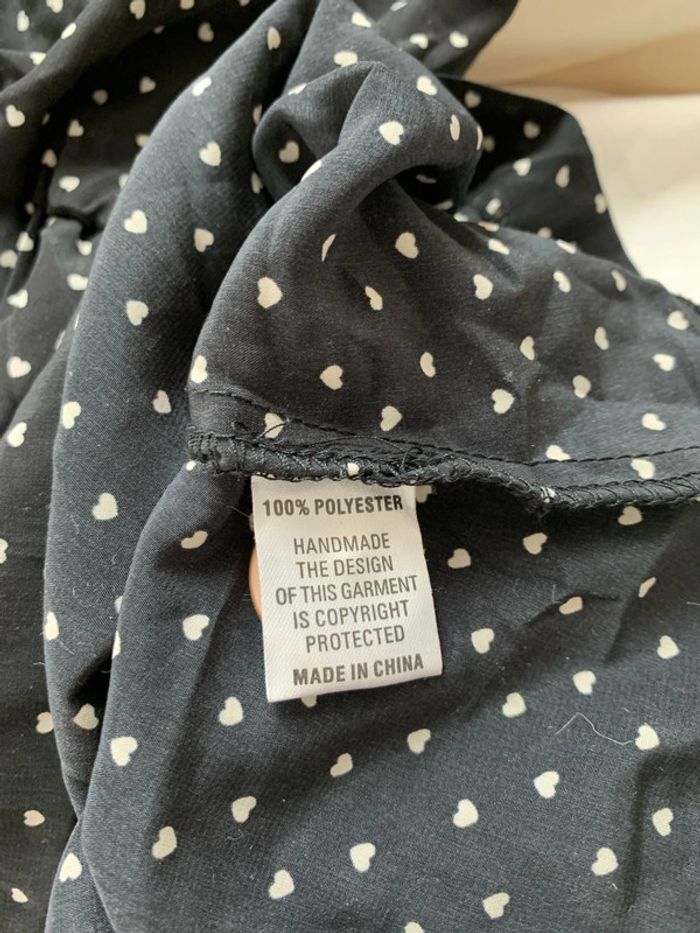 100% POLYESTER
HANDMADE
THE DESIGN
OF THIS GARMENT
IS COPYRIGHT
PROTECTED
MADE IN CHINA